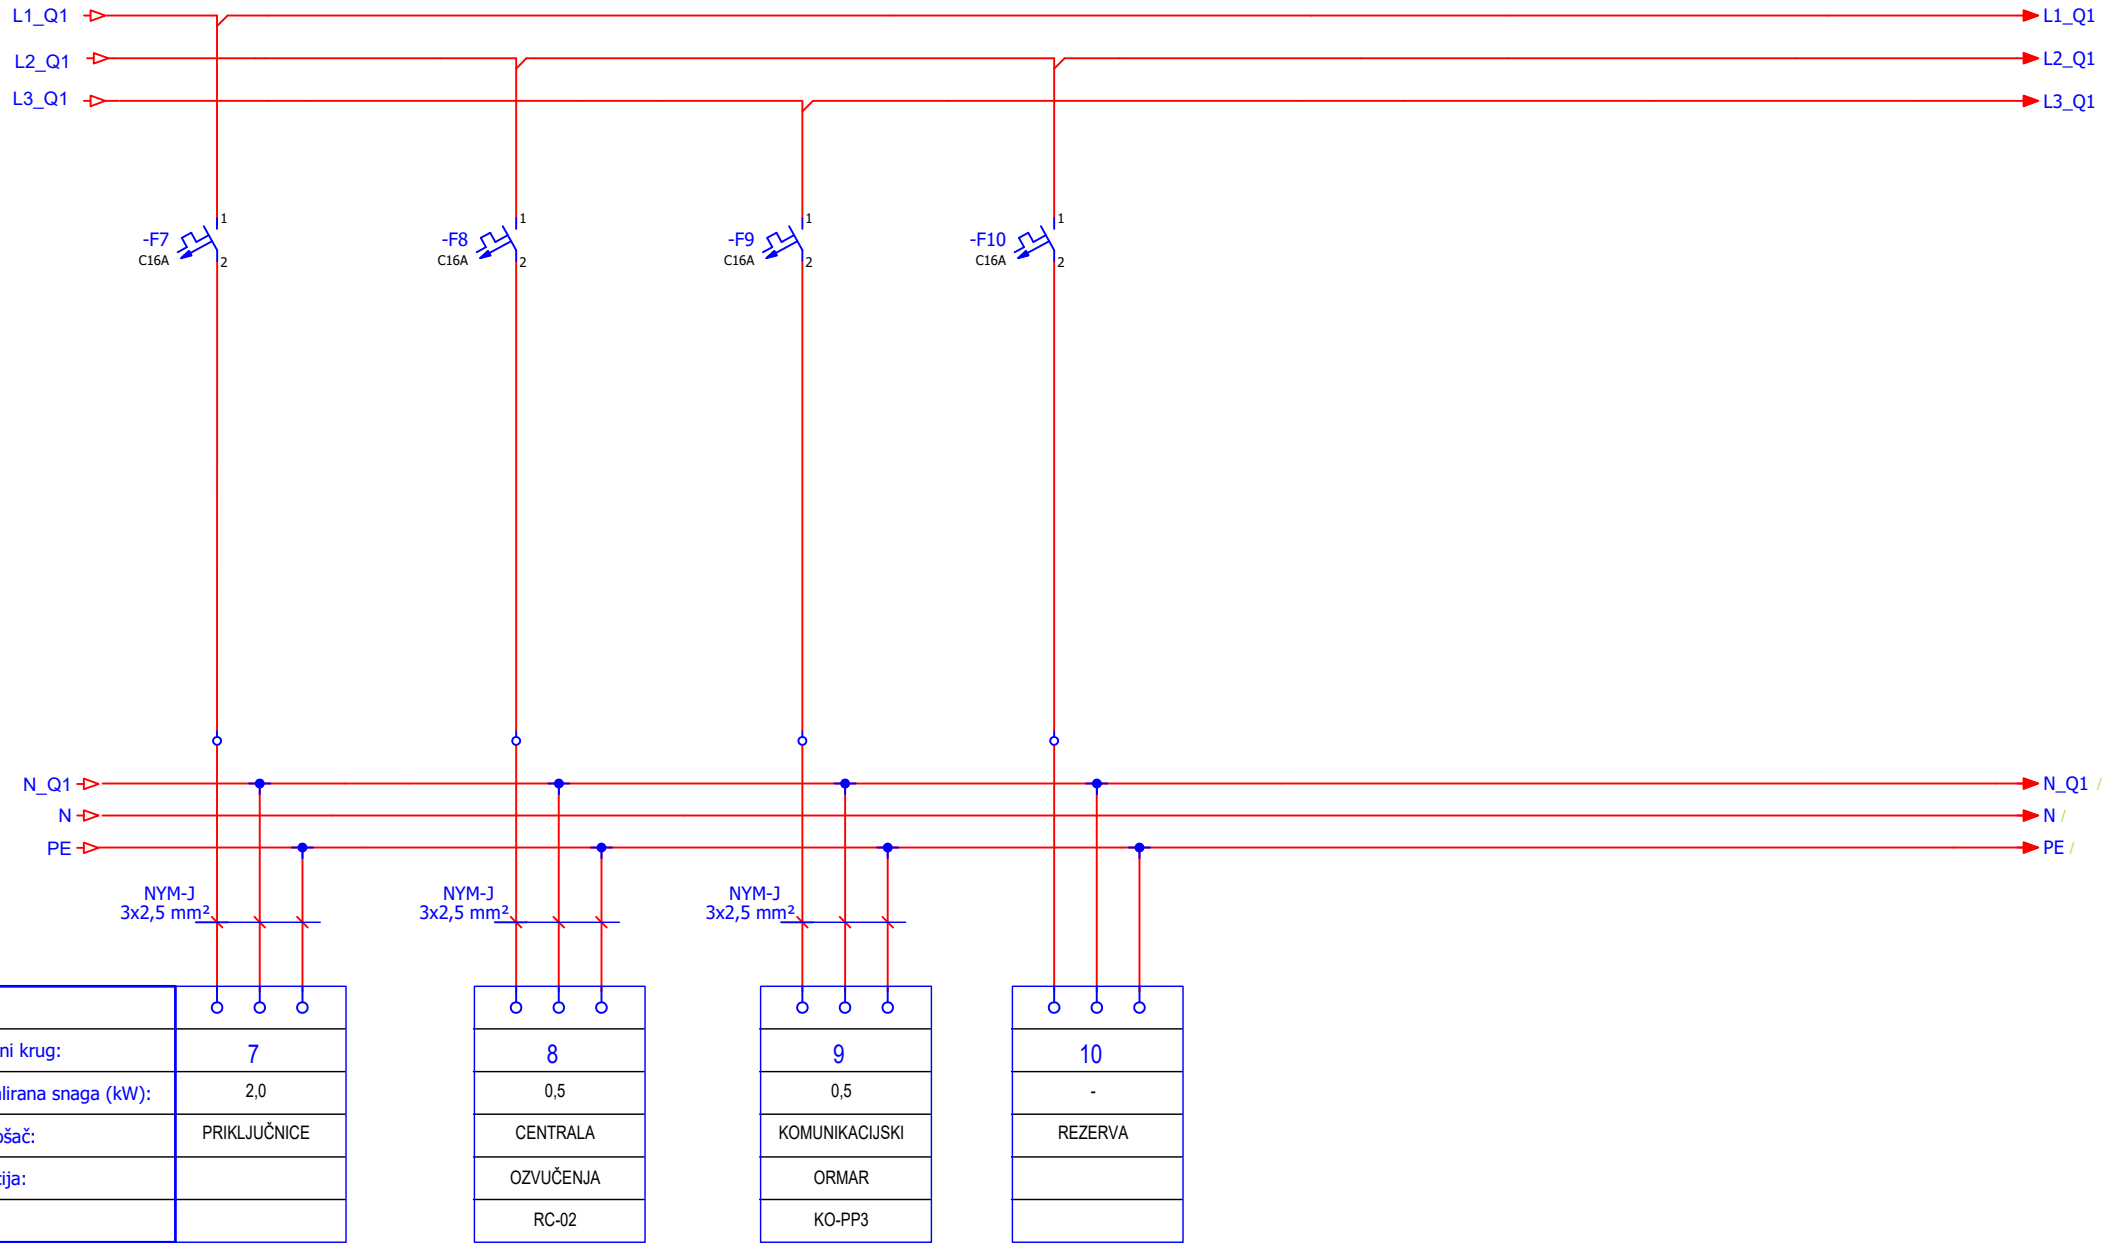 L1_Q1 L1_Q1
L2_Q1 L2_Q1
L3_Q1 L3_Q1
1 1 1 1
-F7 -F8 -F9 -F10
C16A C16A C16A C16A
2 2 2 2
N_Q1 N_Q1 /
N N /
PE PE /
NYM-J NYM-J NYM-J
3x2,5 mm² 3x2,5 mm² 3x2,5 mm²
ni krug: 7 8 9 10
lirana snaga (kW): 2,0 0,5 0,5 -
ošač: PRIKLJUČNICE CENTRALA KOMUNIKACIJSKI REZERVA
cija: OZVUČENJA ORMAR
RC-02 KO-PP3